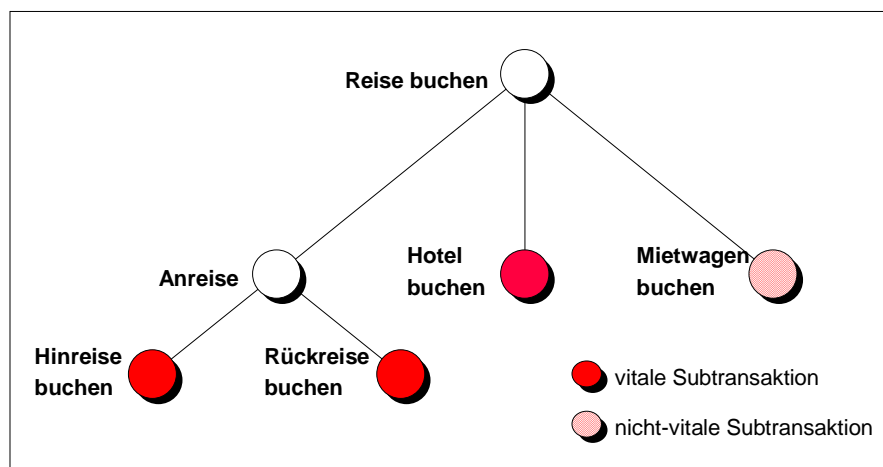 Reise buchen
Anreise
Hotel
buchen
Mietwagen
buchen
Hinreise
buchen
Rückreise
buchen
vitale Subtransaktion
nicht-vitale Subtransaktion